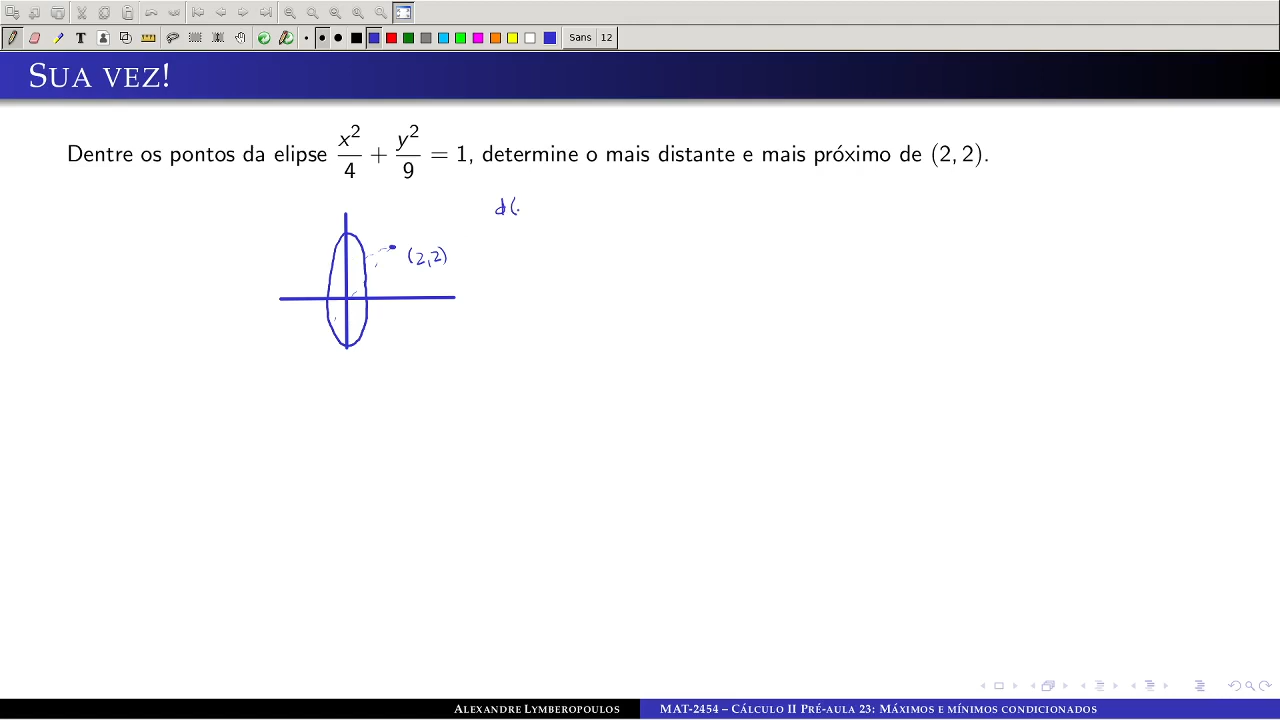 Sans 12
SUA VEZ!
Dentre os pontos da elipse x²/4 + y²/9 = 1, determine o mais distante e mais próximo de (2, 2).
d(
(2,2)
ALEXANDRE LYMBEROPOULOS MAT-2454 – CÁLCULO II PRÉ-AULA 23: MÁXIMOS E MÍNIMOS CONDICIONADOS